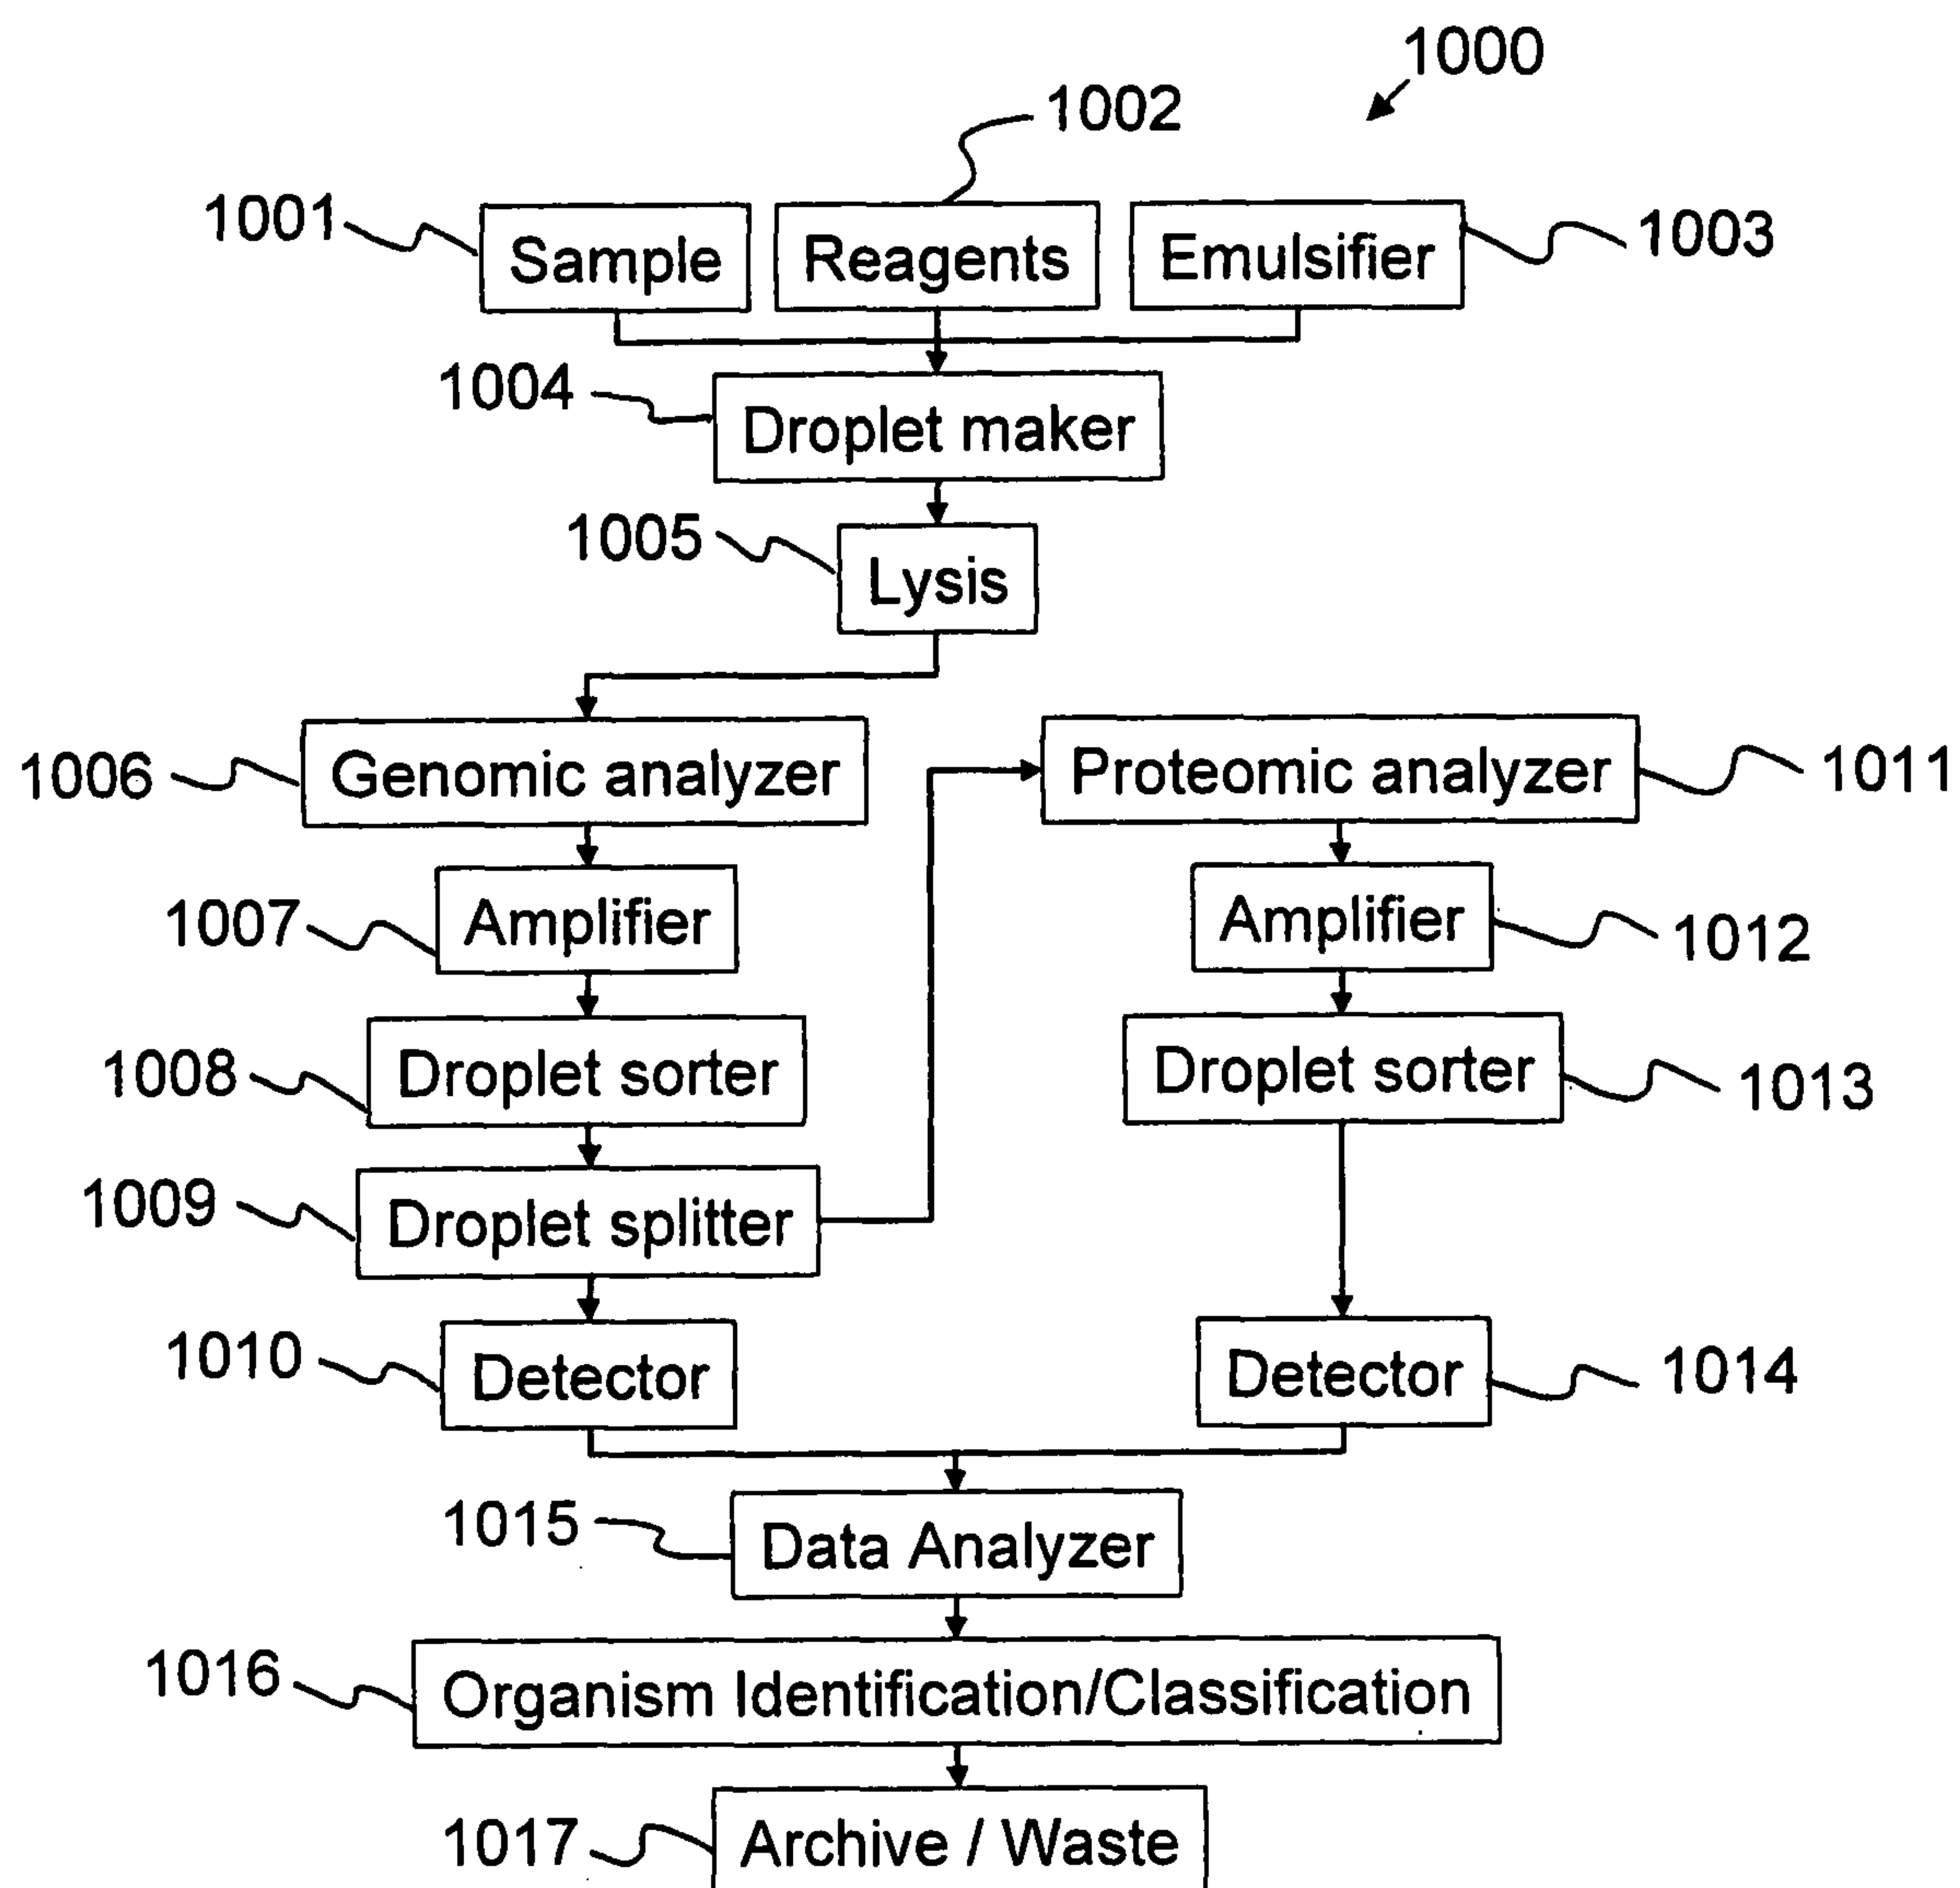 1000
1002
1001
Sample
Reagents
Emulsifier
1003
1004
Droplet maker
1005
Lysis
1006
Genomic analyzer
Proteomic analyzer
1011
1007
Amplifier
Amplifier
1012
1008
Droplet sorter
Droplet sorter
1013
1009
Droplet splitter
1010
Detector
Detector
1014
1015
Data Analyzer
1016
Organism Identification/Classification
1017
Archive / Waste